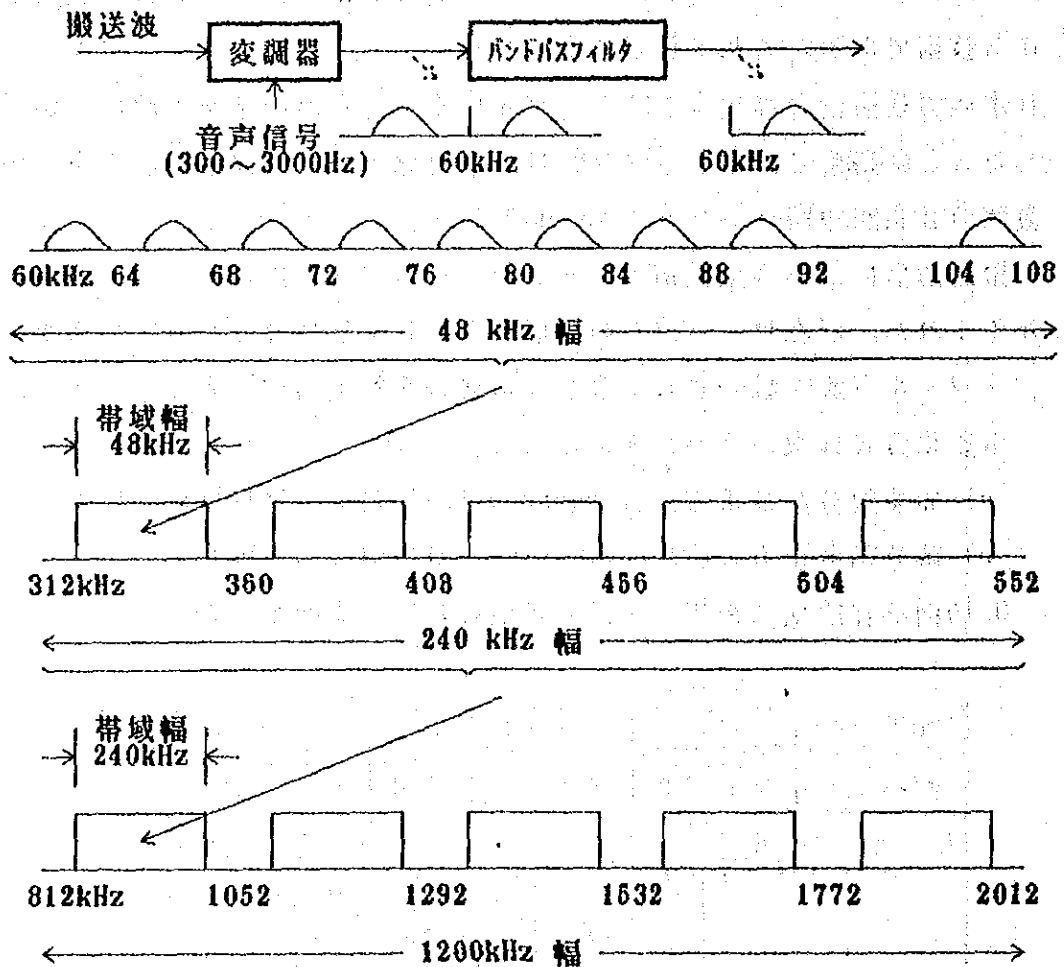 搬送波
変調器
バンドパスフィルタ
音声信号
(300～3000Hz)
60kHz
60kHz
60kHz 64 68 72 76 80 84 88 92 104 108
48 kHz 幅
帯域幅
48kHz
312kHz 360 408 456 504 552
240 kHz 幅
帯域幅
240kHz
812kHz 1052 1292 1532 1772 2012
1200kHz 幅